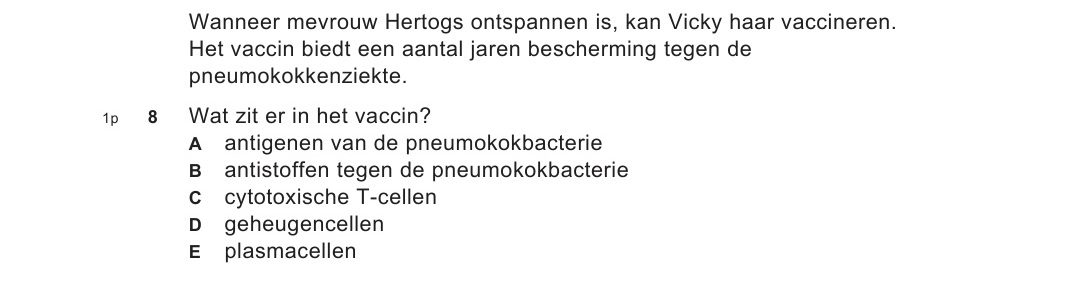 Wanneer mevrouw Hertogs ontspannen is, kan Vicky haar vaccineren.
Het vaccin biedt een aantal jaren bescherming tegen de
pneumokokkenziekte.
1p 8 Wat zit er in het vaccin?
A antigenen van de pneumokokbacterie
B antistoffen tegen de pneumokokbacterie
C cytotoxische T-cellen
D geheugencellen
E plasmacellen